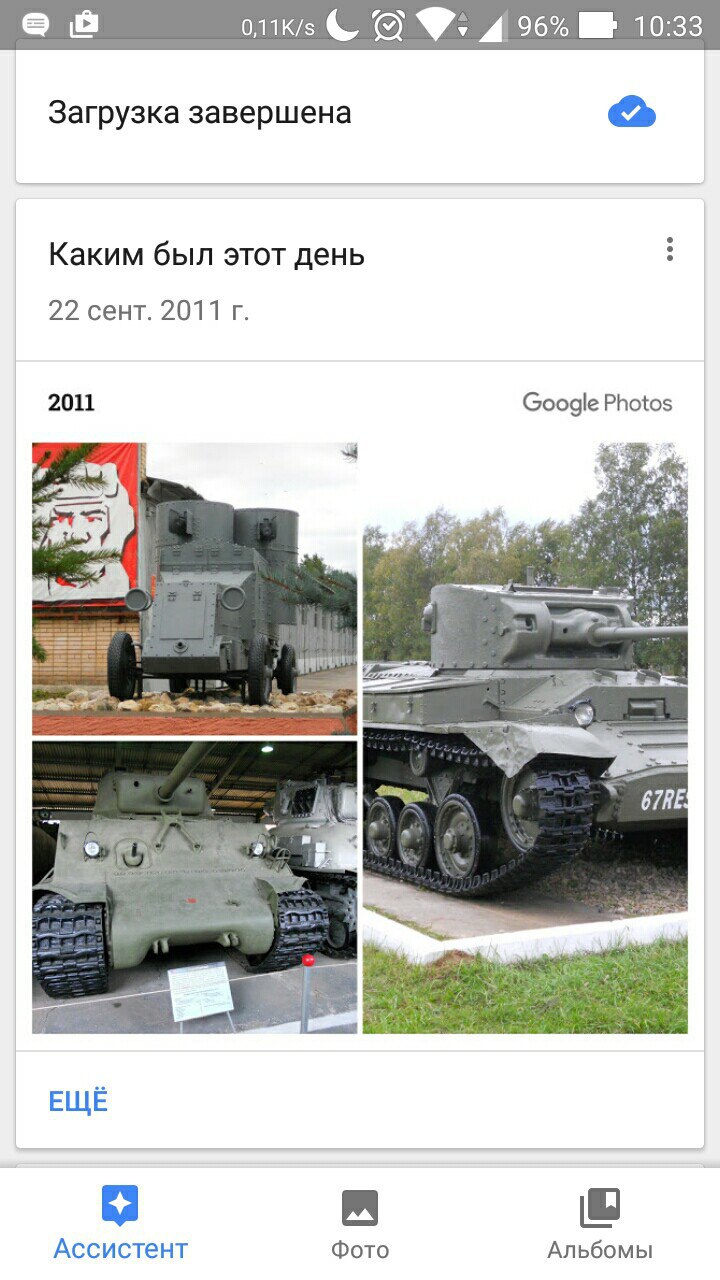 0,11K/s 96% 10:33
Загрузка завершена
Каким был этот день
22 сент. 2011 г.
2011 Google Photos
67RES
ЕЩЁ
Ассистент Фото Альбомы